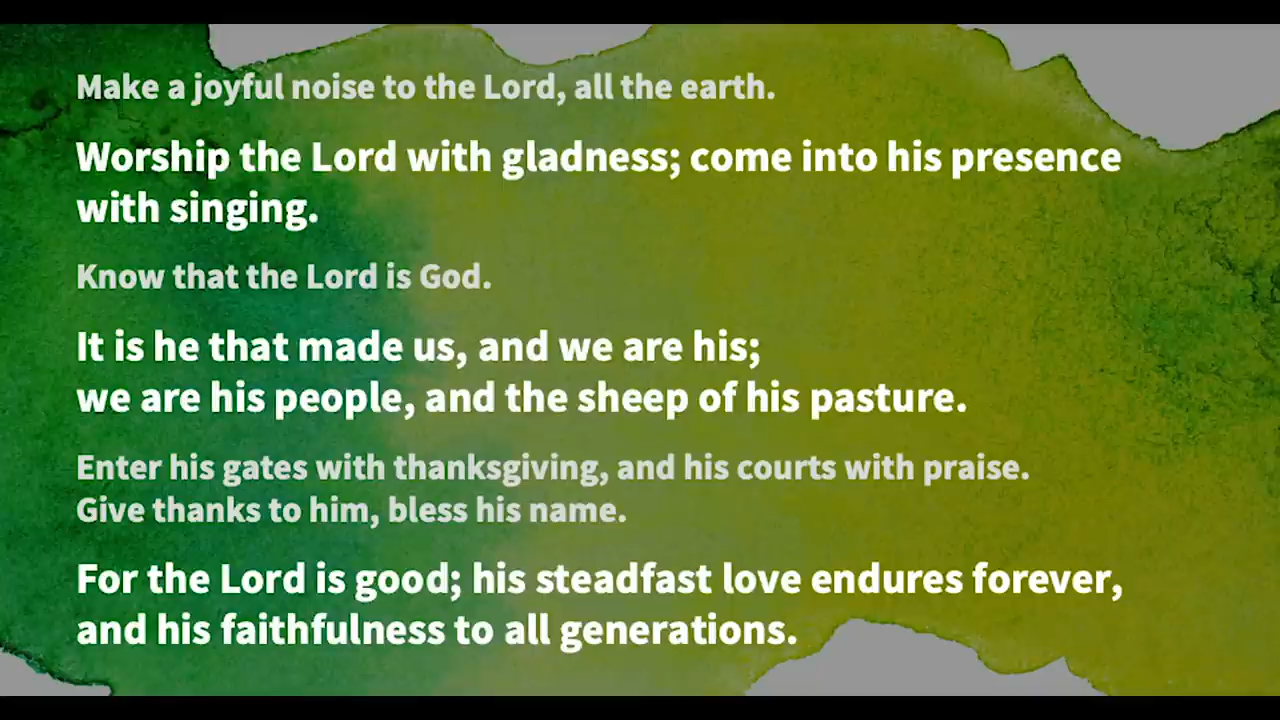 Make a joyful noise to the Lord, all the earth.
Worship the Lord with gladness; come into his presence
with singing.
Know that the Lord is God.
It is he that made us, and we are his;
we are his people, and the sheep of his pasture.
Enter his gates with thanksgiving, and his courts with praise.
Give thanks to him, bless his name.
For the Lord is good; his steadfast love endures forever,
and his faithfulness to all generations.